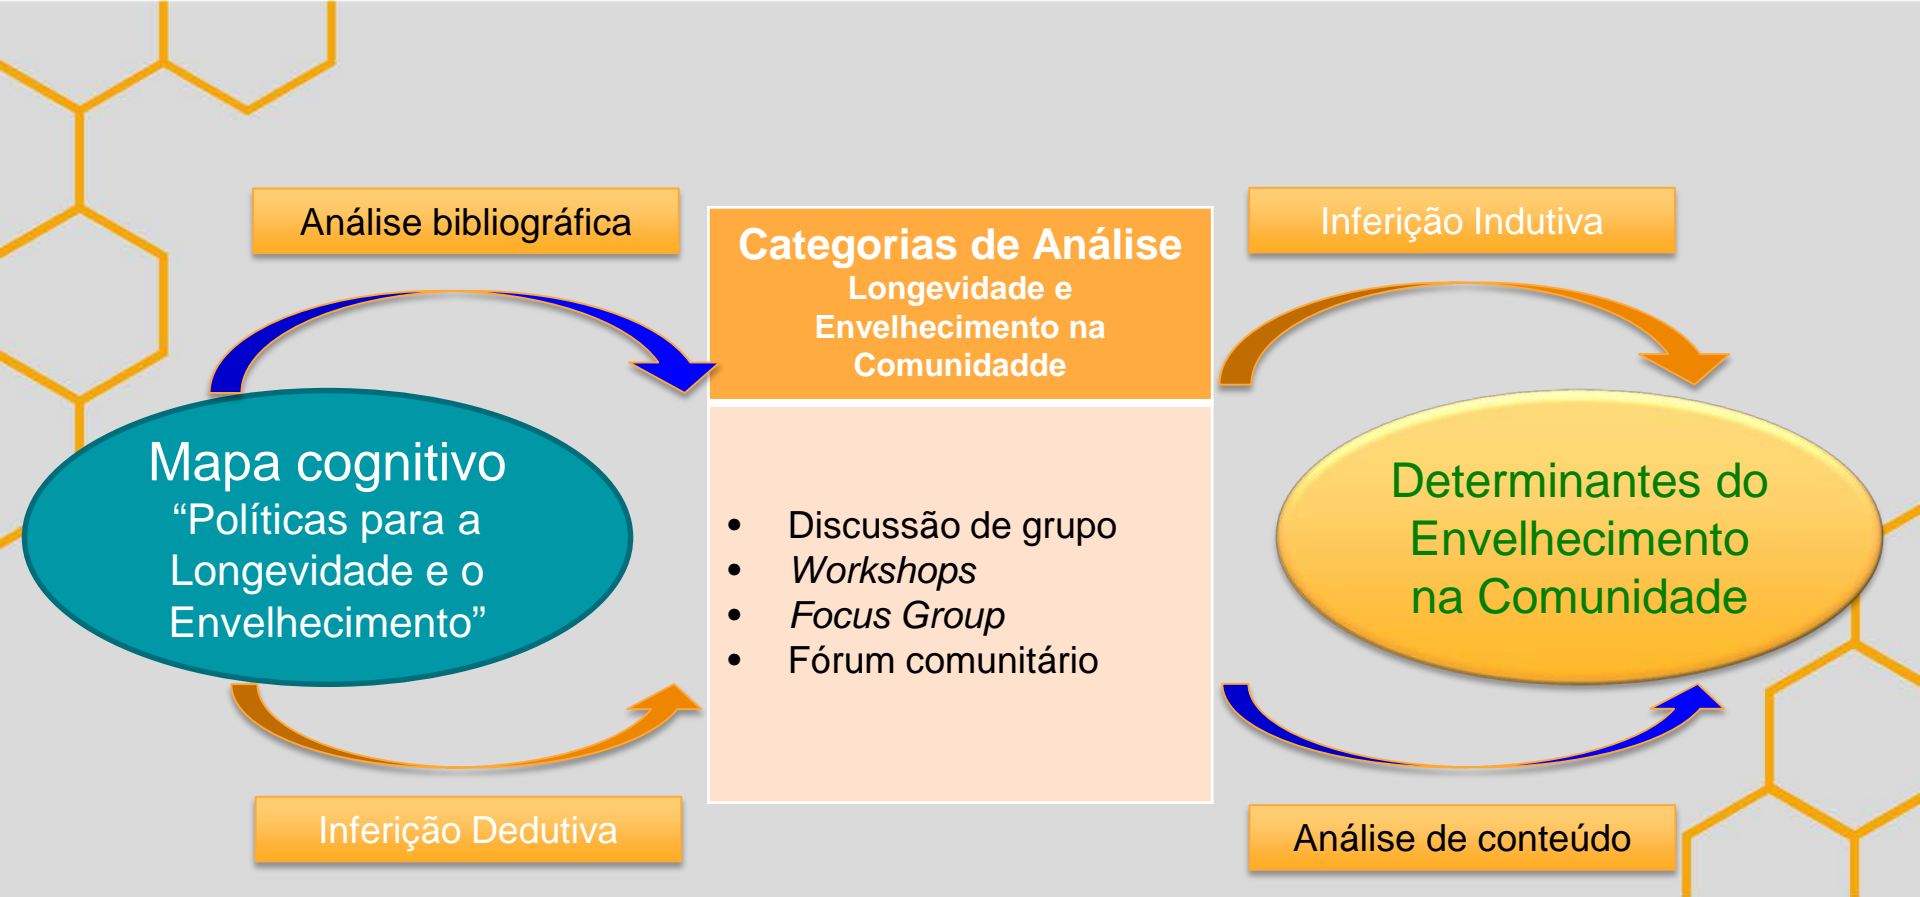 Análise bibliográfica
Inferição Indutiva
Categorias de Análise
Longevidade e
Envelhecimento na
Comunidadde
Mapa cognitivo
“Políticas para a
Longevidade e o
Envelhecimento”
• Discussão de grupo
• Workshops
• Focus Group
• Fórum comunitário
Determinantes do
Envelhecimento
na Comunidade
Inferição Dedutiva
Análise de conteúdo